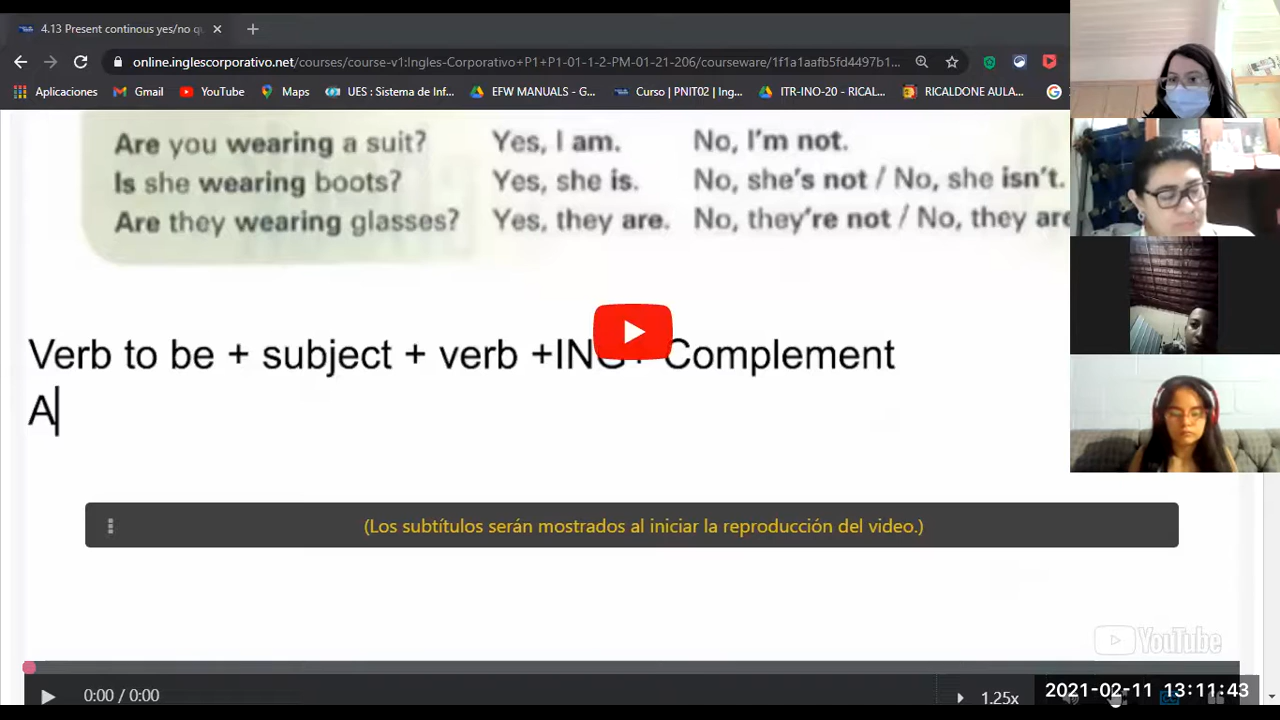 4.13 Present continous yes/no qu
online.inglescorporativo.net/courses/course-v1:Ingles-Corporativo+P1+P1-01-1-2-PM-01-21-206/courseware/1f1a1aafb5fd4497b1...
Aplicaciones Gmail YouTube Maps UES : Sistema de Inf... EFW MANUALS - G... Curso | PNIT02 | Ing... ITR-INO-20 - RICAL... RICALDONE AULA...
Are you wearing a suit? Yes, I am. No, I'm not.
Is she wearing boots? Yes, she is. No, she's not / No, she isn't.
Are they wearing glasses? Yes, they are. No, they're not / No, they are
Verb to be + subject + verb +ING+ Complement
A
(Los subtítulos serán mostrados al iniciar la reproducción del video.)
YouTube
0:00 / 0:00 1.25x
2021-02-11 13:11:43